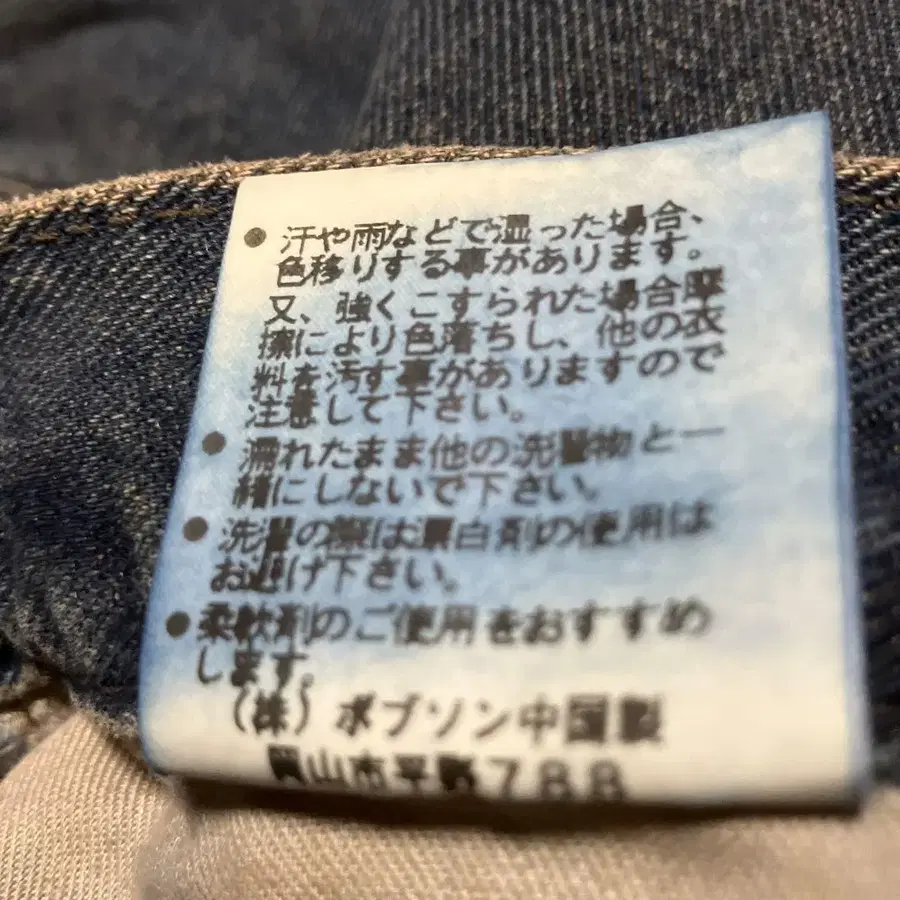 ● 汗や雨などで湿った場合、
色移りする事があります。
又、強くこすられた場合摩
擦により色落ちし、他の衣
料を汚す事がありますので
注意して下さい。
● 濡れたまま他の洗濯物と一
緒にしないで下さい。
● 洗濯の際は漂白剤の使用は
お避け下さい。
● 柔軟剤のご使用をおすすめ
します。
(株)ボブソン中国製
岡山市平野788